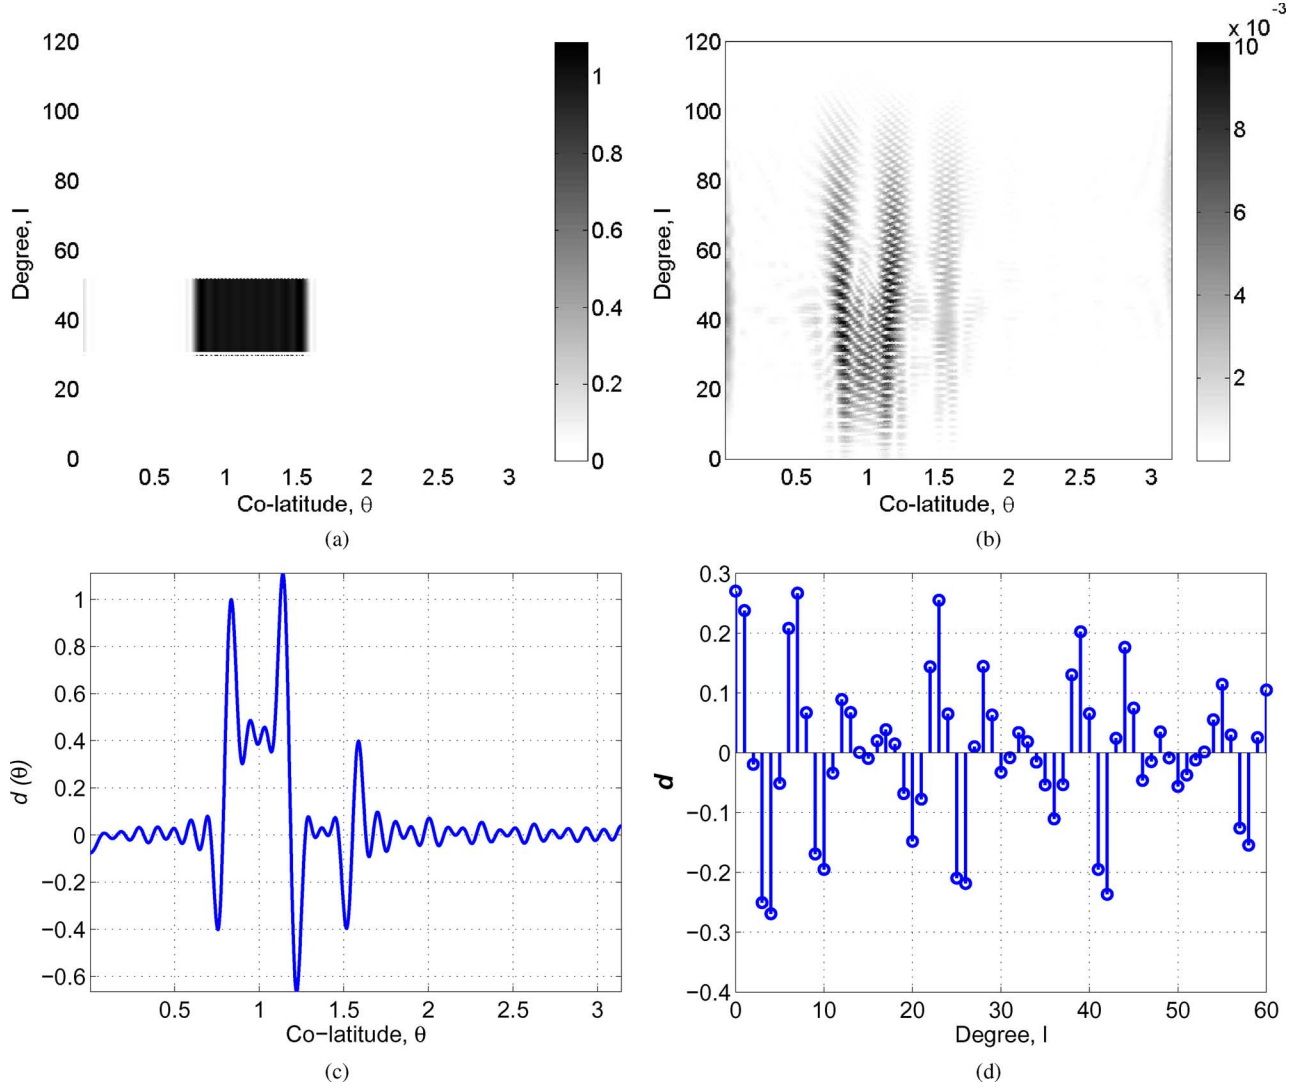 120
100
80
60
40
20
0
Degree, l
0.5 1 1.5 2 2.5 3
Co-latitude, θ
1
0.8
0.6
0.4
0.2
0
(a)
120
100
80
60
40
20
0
Degree, l
0.5 1 1.5 2 2.5 3
Co-latitude, θ
x 10⁻³
10
8
6
4
2
(b)
1
0.8
0.6
0.4
0.2
0
−0.2
−0.4
−0.6
d (θ)
0.5 1 1.5 2 2.5 3
Co−latitude, θ
(c)
0.3
0.2
0.1
0
−0.1
−0.2
−0.3
−0.4
d
0 10 20 30 40 50 60
Degree, l
(d)